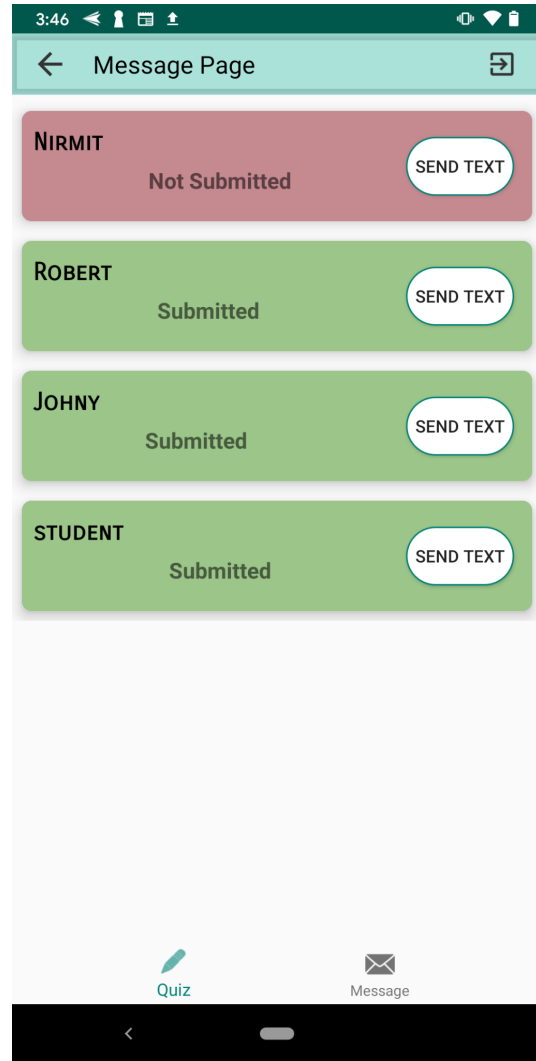 3:46
Message Page
Nirmit
Not Submitted
SEND TEXT
Robert
Submitted
SEND TEXT
Johny
Submitted
SEND TEXT
student
Submitted
SEND TEXT
Quiz
Message